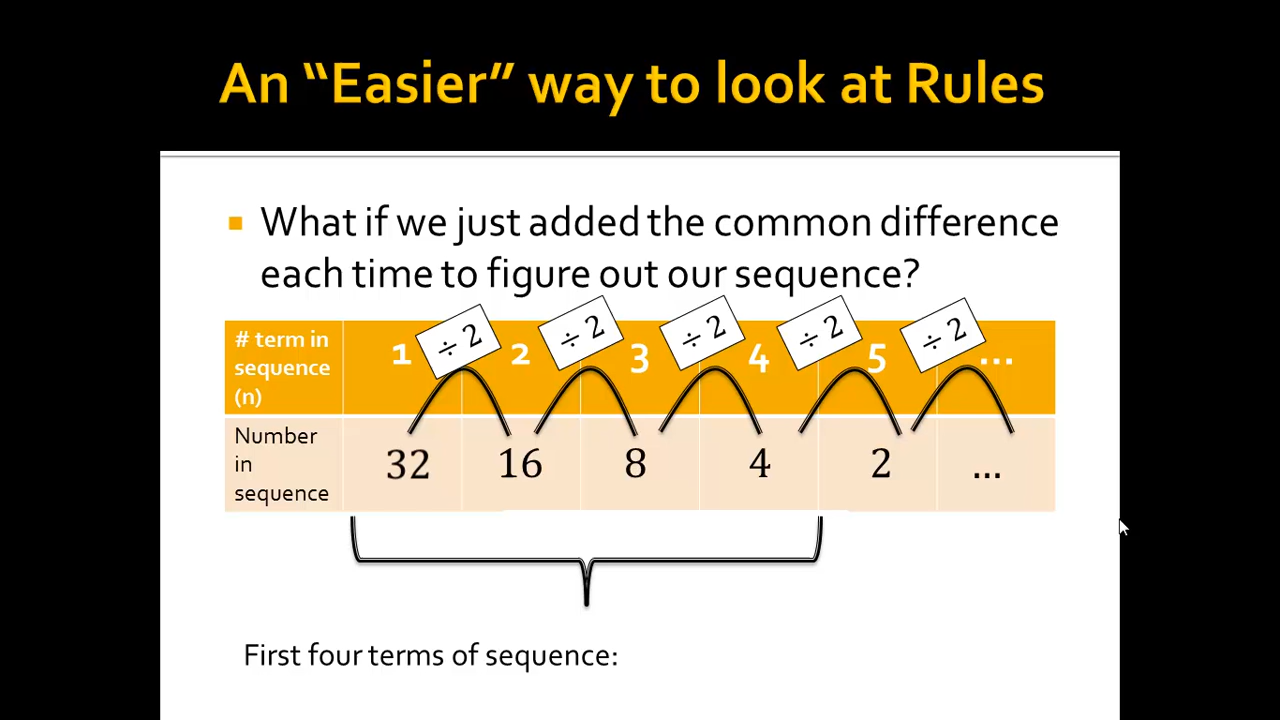 An “Easier” way to look at Rules
What if we just added the common difference
each time to figure out our sequence?
÷ 2 ÷ 2 ÷ 2 ÷ 2 ÷ 2
# term in
sequence
(n)
1 2 3 4 5 ...
Number
in
sequence
32 16 8 4 2 ...
First four terms of sequence: